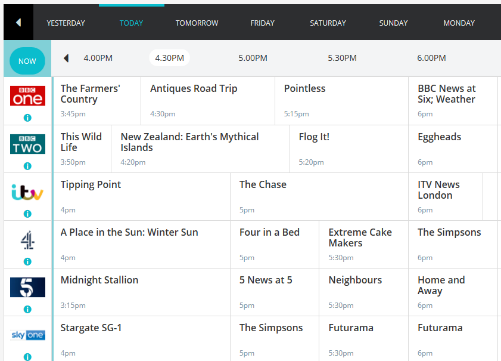 YESTERDAY TODAY TOMORROW FRIDAY SATURDAY SUNDAY MONDAY
NOW 4.00PM 4.30PM 5.00PM 5.30PM 6.00PM
BBC one
The Farmers' Country 3:45pm
Antiques Road Trip 4:30pm
Pointless 5:15pm
BBC News at Six; Weather 6pm
BBC TWO
This Wild Life 3:50pm
New Zealand: Earth's Mythical Islands 4:20pm
Flog It! 5:20pm
Eggheads 6pm
itv
Tipping Point 4pm
The Chase 5pm
ITV News London 6pm
4
A Place in the Sun: Winter Sun 4pm
Four in a Bed 5pm
Extreme Cake Makers 5:30pm
The Simpsons 6pm
5
Midnight Stallion 3:15pm
5 News at 5 5pm
Neighbours 5:30pm
Home and Away 6pm
sky one
Stargate SG-1 4pm
The Simpsons 5pm
Futurama 5:30pm
Futurama 6pm